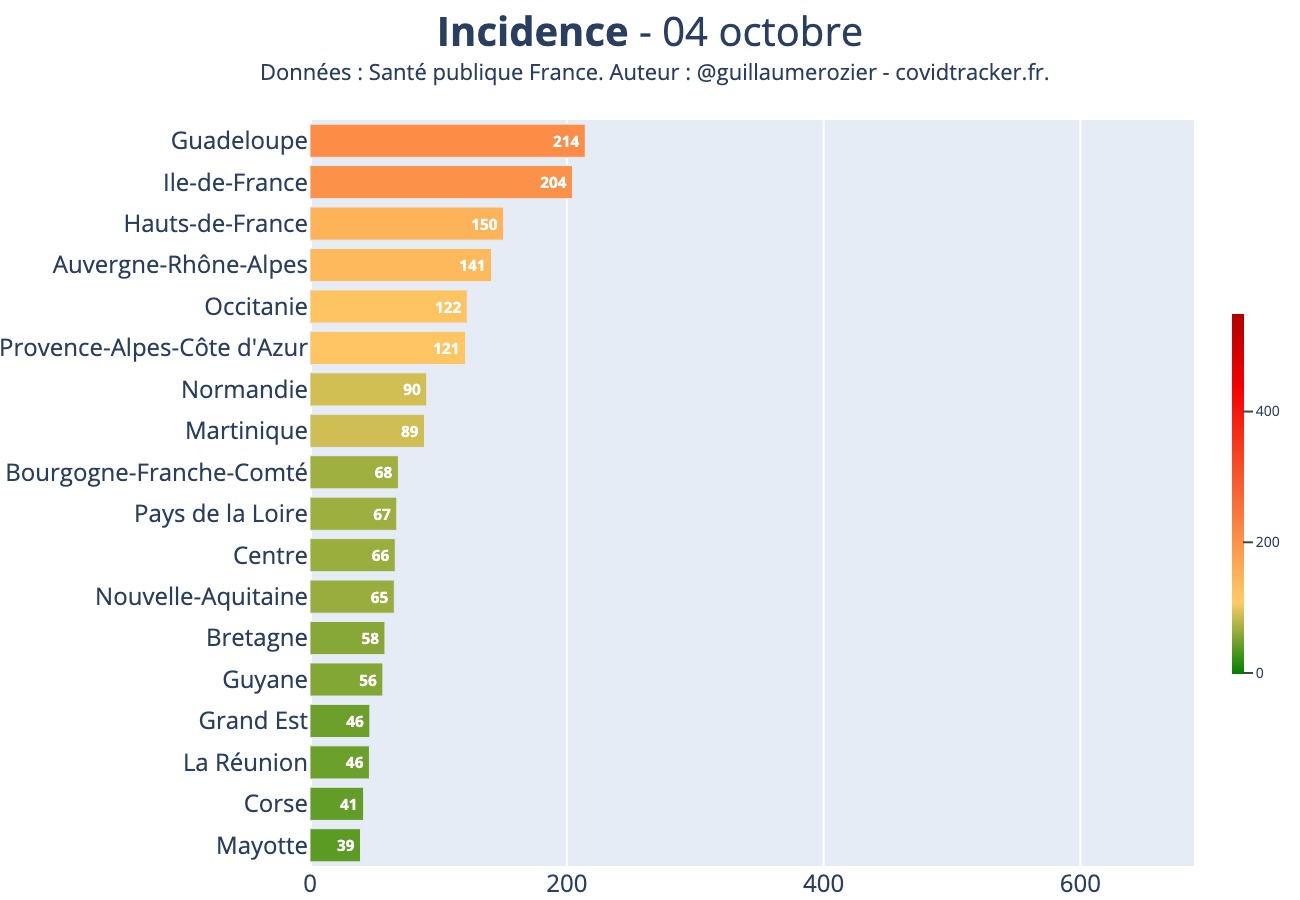 Incidence - 04 octobre
Données : Santé publique France. Auteur : @guillaumerozier - covidtracker.fr.
Guadeloupe 214
Ile-de-France 204
Hauts-de-France 150
Auvergne-Rhône-Alpes 141
Occitanie 122
Provence-Alpes-Côte d'Azur 121
Normandie 90
Martinique 89
Bourgogne-Franche-Comté 68
Pays de la Loire 67
Centre 66
Nouvelle-Aquitaine 65
Bretagne 58
Guyane 56
Grand Est 46
La Réunion 46
Corse 41
Mayotte 39
0 200 400 600
400
200
0